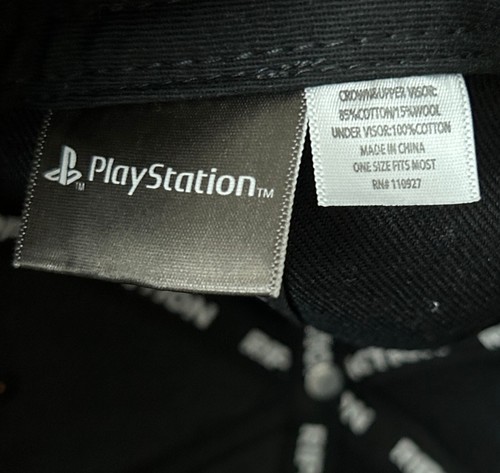 PlayStation™
CROWN&UPPER VISOR:
85%COTTON/15%WOOL
UNDER VISOR:100%COTTON
MADE IN CHINA
ONE SIZE FITS MOST
RN# 110927